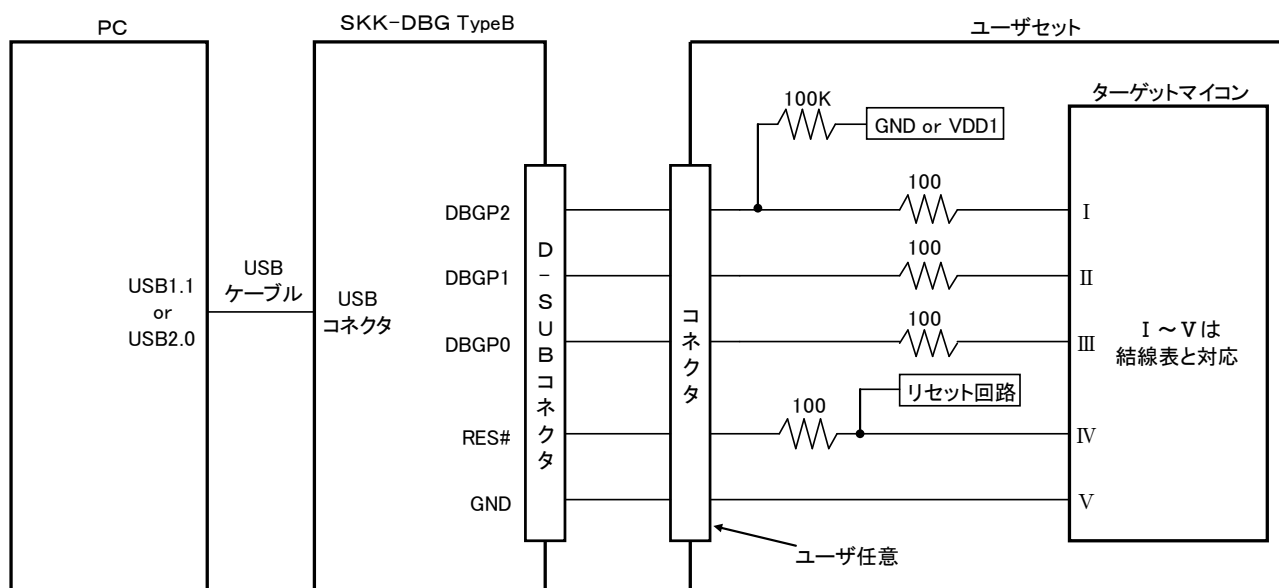 PC
SKK-DBG TypeB
ユーザセット
100K
GND or VDD1
ターゲットマイコン
100
DBGP2
Ⅰ
100
DBGP1
Ⅱ
USB
ケーブル
USB1.1
or
USB2.0
USB
コネクタ
D-SUBコネクタ
コネクタ
100
DBGP0
Ⅲ
Ⅰ～Ⅴは
結線表と対応
リセット回路
100
RES#
Ⅳ
GND
Ⅴ
ユーザ任意